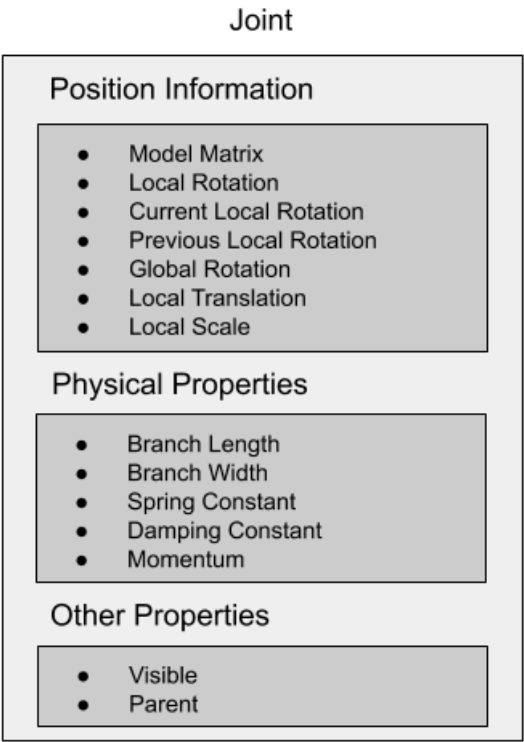 Joint
Position Information
● Model Matrix
● Local Rotation
● Current Local Rotation
● Previous Local Rotation
● Global Rotation
● Local Translation
● Local Scale
Physical Properties
● Branch Length
● Branch Width
● Spring Constant
● Damping Constant
● Momentum
Other Properties
● Visible
● Parent